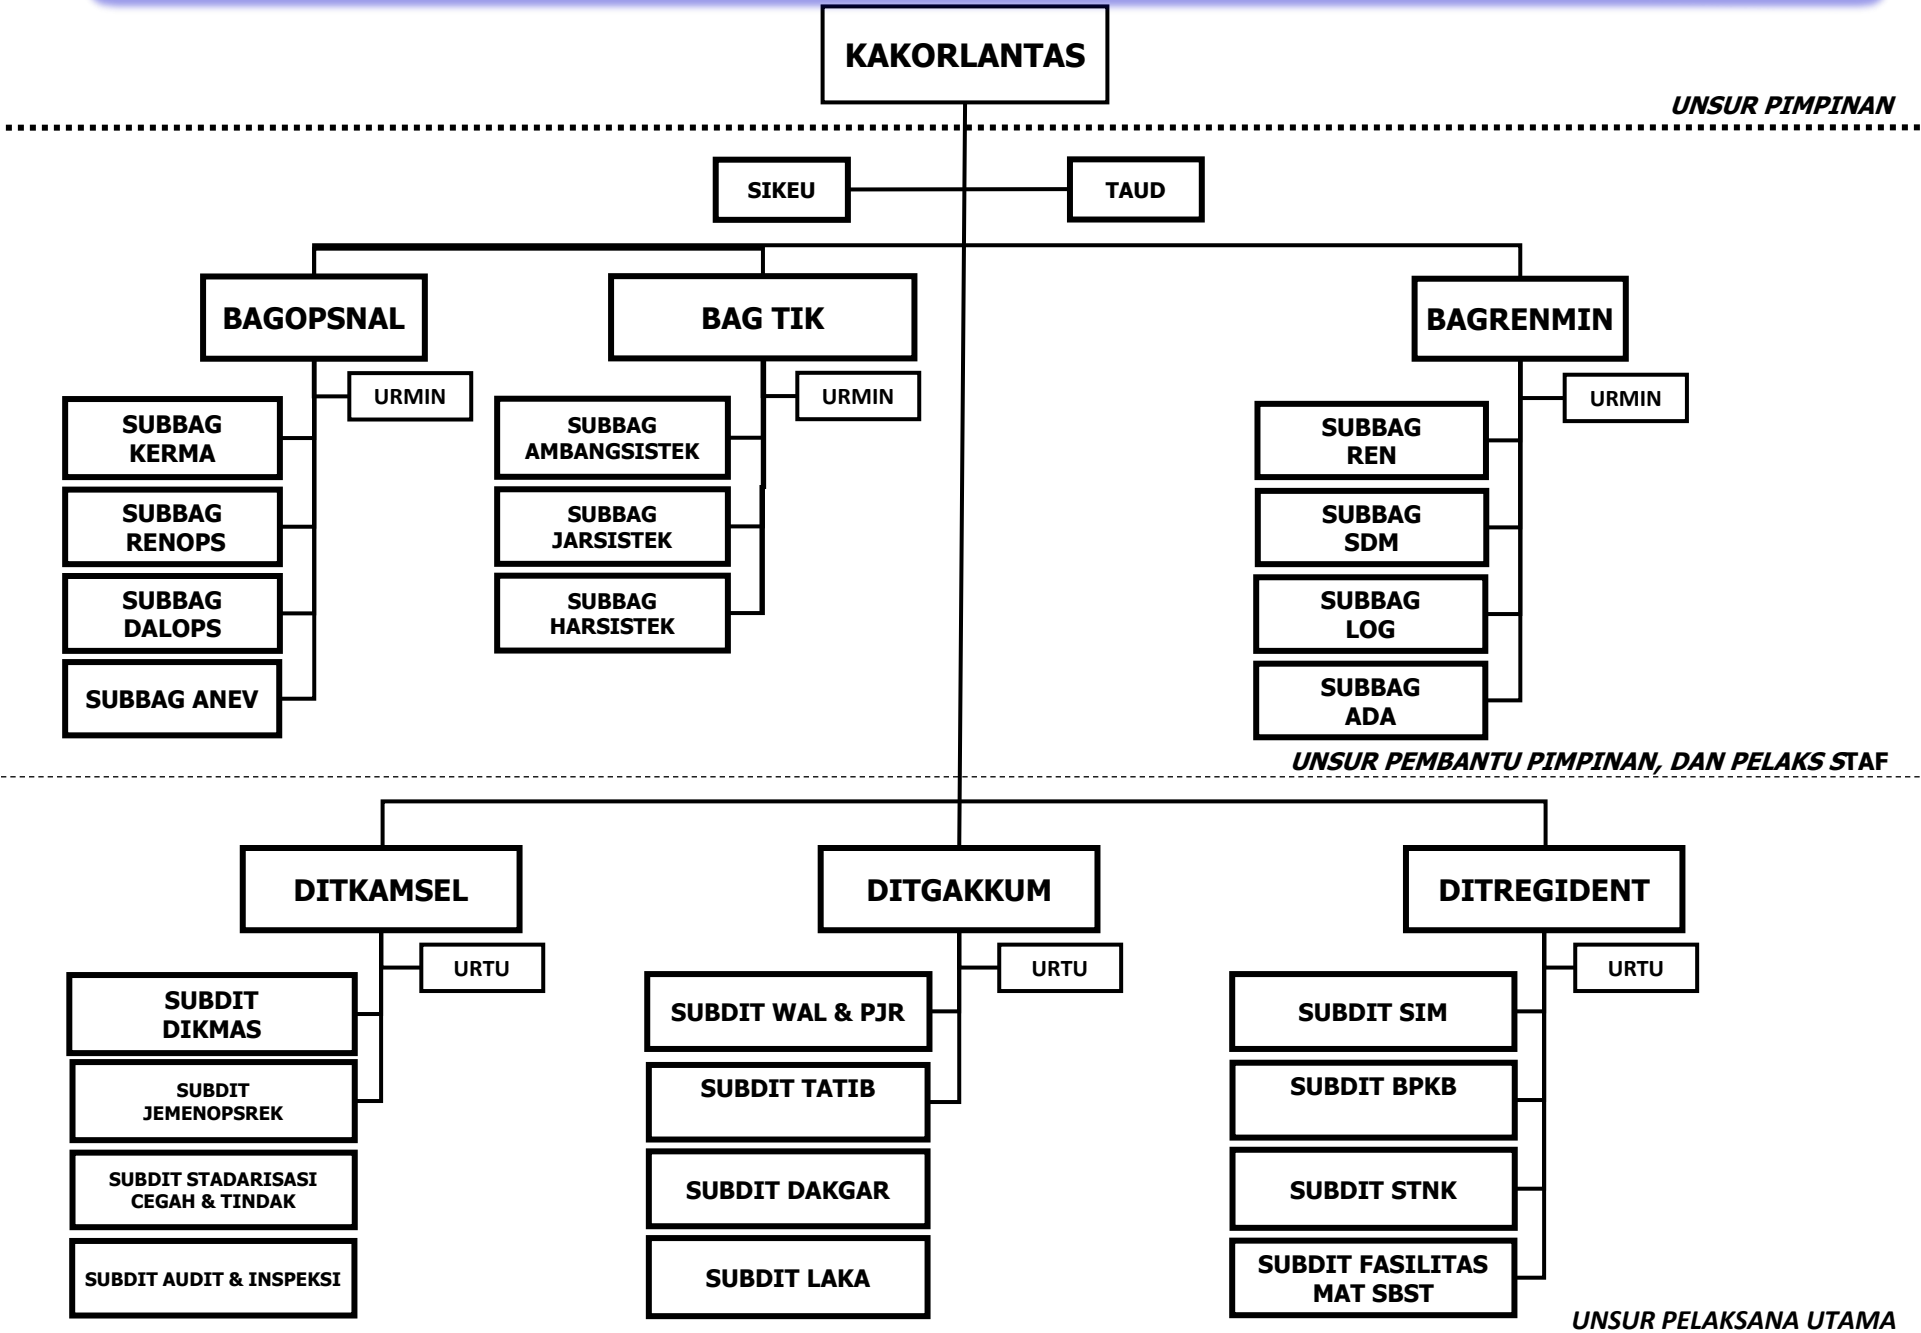 KAKORLANTAS
UNSUR PIMPINAN
SIKEU
TAUD
BAGOPSNAL
BAG TIK
BAGRENMIN
URMIN
URMIN
URMIN
SUBBAG
KERMA
SUBBAG
RENOPS
SUBBAG
DALOPS
SUBBAG ANEV
SUBBAG
AMBANGSISTEK
SUBBAG
JARSISTEK
SUBBAG
HARSISTEK
SUBBAG
REN
SUBBAG
SDM
SUBBAG
LOG
SUBBAG
ADA
UNSUR PEMBANTU PIMPINAN, DAN PELAKS STAF
DITKAMSEL
DITGAKKUM
DITREGIDENT
URTU
URTU
URTU
SUBDIT
DIKMAS
SUBDIT
JEMENOPSREK
SUBDIT STADARISASI
CEGAH & TINDAK
SUBDIT AUDIT & INSPEKSI
SUBDIT WAL & PJR
SUBDIT TATIB
SUBDIT DAKGAR
SUBDIT LAKA
SUBDIT SIM
SUBDIT BPKB
SUBDIT STNK
SUBDIT FASILITAS
MAT SBST
UNSUR PELAKSANA UTAMA